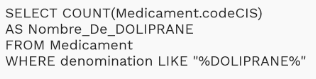 SELECT COUNT(Medicament.codeCIS)
AS Nombre_De_DOLIPRANE
FROM Medicament
WHERE denomination LIKE "%DOLIPRANE%"